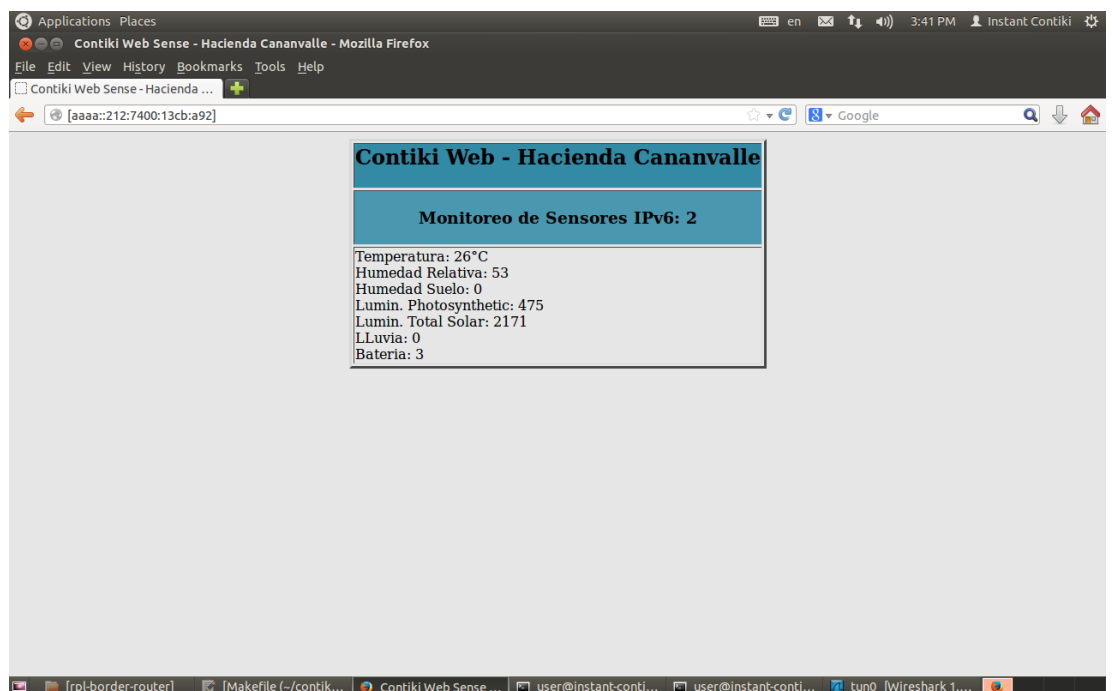 Applications Places en 3:41 PM Instant Contiki
Contiki Web Sense - Hacienda Cananvalle - Mozilla Firefox
File Edit View History Bookmarks Tools Help
Contiki Web Sense - Hacienda ...
[aaaa::212:7400:13cb:a92] Google
Contiki Web - Hacienda Cananvalle
Monitoreo de Sensores IPv6: 2
Temperatura: 26°C
Humedad Relativa: 53
Humedad Suelo: 0
Lumin. Photosynthetic: 475
Lumin. Total Solar: 2171
LLuvia: 0
Bateria: 3
[rpl-border-router] [Makefile (~/contik... Contiki Web Sense ... user@instant-conti... user@instant-conti... tun0 [Wireshark 1....